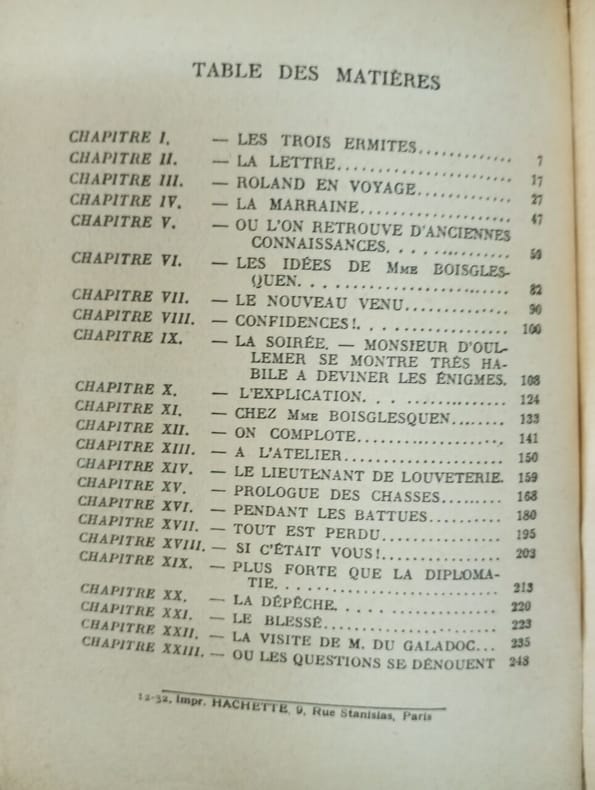 TABLE DES MATIÈRES
CHAPITRE I. — LES TROIS ERMITES................ 7
CHAPITRE II. — LA LETTRE........................ 17
CHAPITRE III. — ROLAND EN VOYAGE................ 27
CHAPITRE IV. — LA MARRAINE..................... 47
CHAPITRE V. — OU L'ON RETROUVE D'ANCIENNES
CONNAISSANCES................ 59
CHAPITRE VI. — LES IDÉES DE MME BOISGLES-
QUEN........................ 82
CHAPITRE VII. — LE NOUVEAU VENU................. 90
CHAPITRE VIII. — CONFIDENCES!.................... 100
CHAPITRE IX. — LA SOIRÉE. — MONSIEUR D'OUL-
LEMER SE MONTRE TRÈS HA-
BILE A DEVINER LES ÉNIGMES. 108
CHAPITRE X. — L'EXPLICATION................... 124
CHAPITRE XI. — CHEZ MME BOISGLESQUEN........ 133
CHAPITRE XII. — ON COMPLOTE.................... 141
CHAPITRE XIII. — A L'ATELIER..................... 150
CHAPITRE XIV. — LE LIEUTENANT DE LOUVETERIE. 159
CHAPITRE XV. — PROLOGUE DES CHASSES......... 168
CHAPITRE XVI. — PENDANT LES BATTUES.......... 180
CHAPITRE XVII. — TOUT EST PERDU................. 195
CHAPITRE XVIII. — SI C'ÉTAIT VOUS!................ 203
CHAPITRE XIX. — PLUS FORTE QUE LA DIPLOMA-
TIE......................... 213
CHAPITRE XX. — LA DÉPÊCHE..................... 220
CHAPITRE XXI. — LE BLESSÉ...................... 223
CHAPITRE XXII. — LA VISITE DE M. DU GALADOC... 235
CHAPITRE XXIII. — OU LES QUESTIONS SE DÉNOUENT 248
12-32. Impr. HACHETTE, 9, Rue Stanislas, Paris